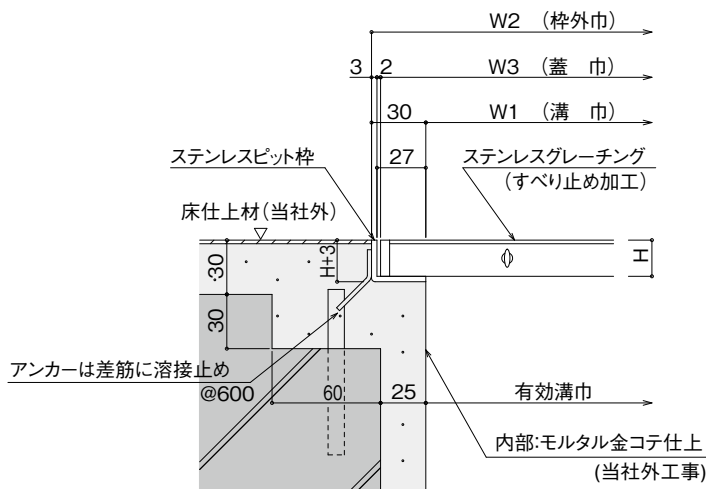 W2 (枠外巾)
3 2 W3 (蓋 巾)
30 W1 (溝 巾)
27
ステンレスピット枠
ステンレスグレーチング
(すべり止め加工)
床仕上材(当社外)
H+3
H
30
30
アンカーは差筋に溶接止め
@600
60 25 有効溝巾
内部:モルタル金コテ仕上
(当社外工事)